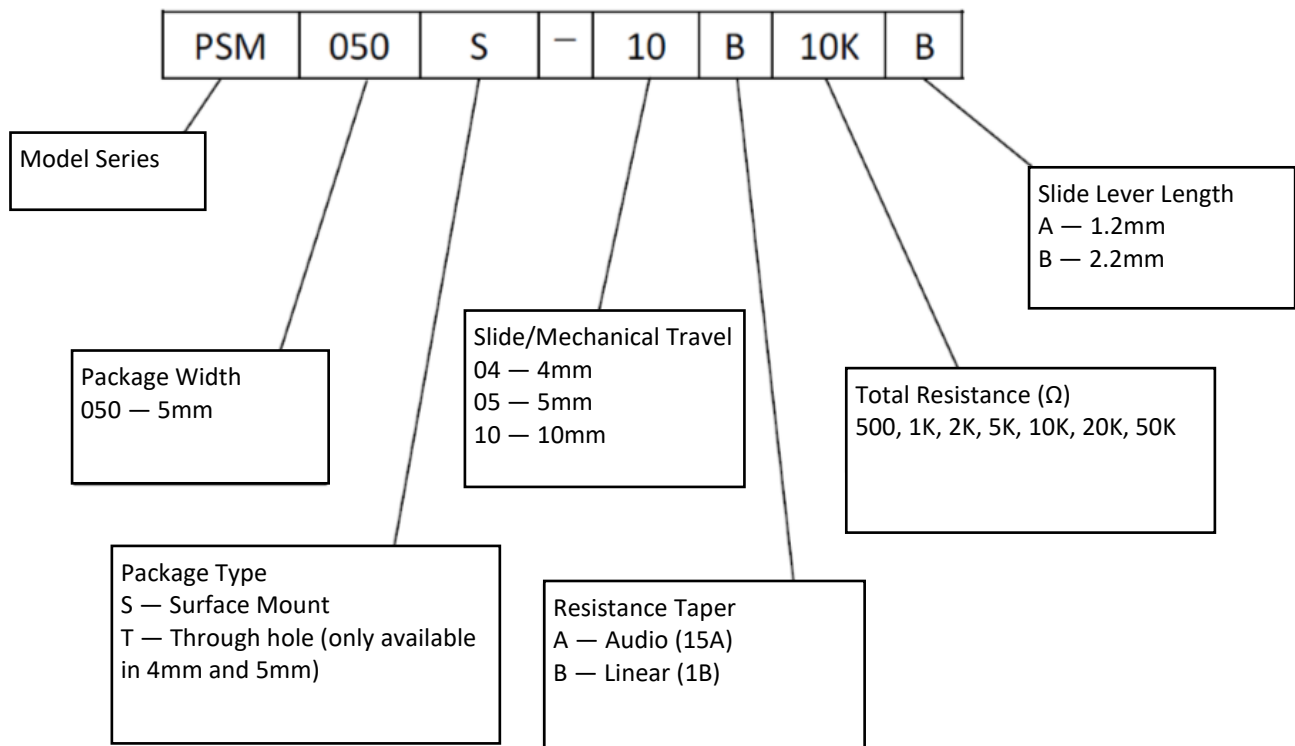 PSM 050 S – 10 B 10K B
Model Series
Slide Lever Length
A — 1.2mm
B — 2.2mm
Slide/Mechanical Travel
04 — 4mm
05 — 5mm
10 — 10mm
Package Width
050 — 5mm
Total Resistance (Ω)
500, 1K, 2K, 5K, 10K, 20K, 50K
Package Type
S — Surface Mount
T — Through hole (only available
in 4mm and 5mm)
Resistance Taper
A — Audio (15A)
B — Linear (1B)